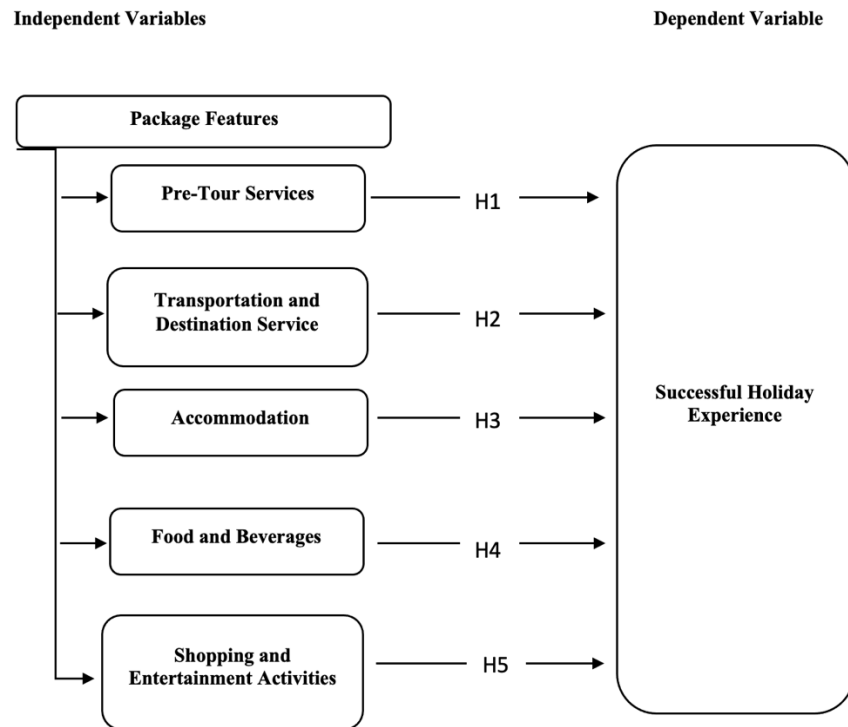 Independent Variables
Dependent Variable
Package Features
Pre-Tour Services
H1
Transportation and
Destination Service
H2
Accommodation
H3
Food and Beverages
H4
Shopping and
Entertainment Activities
H5
Successful Holiday
Experience